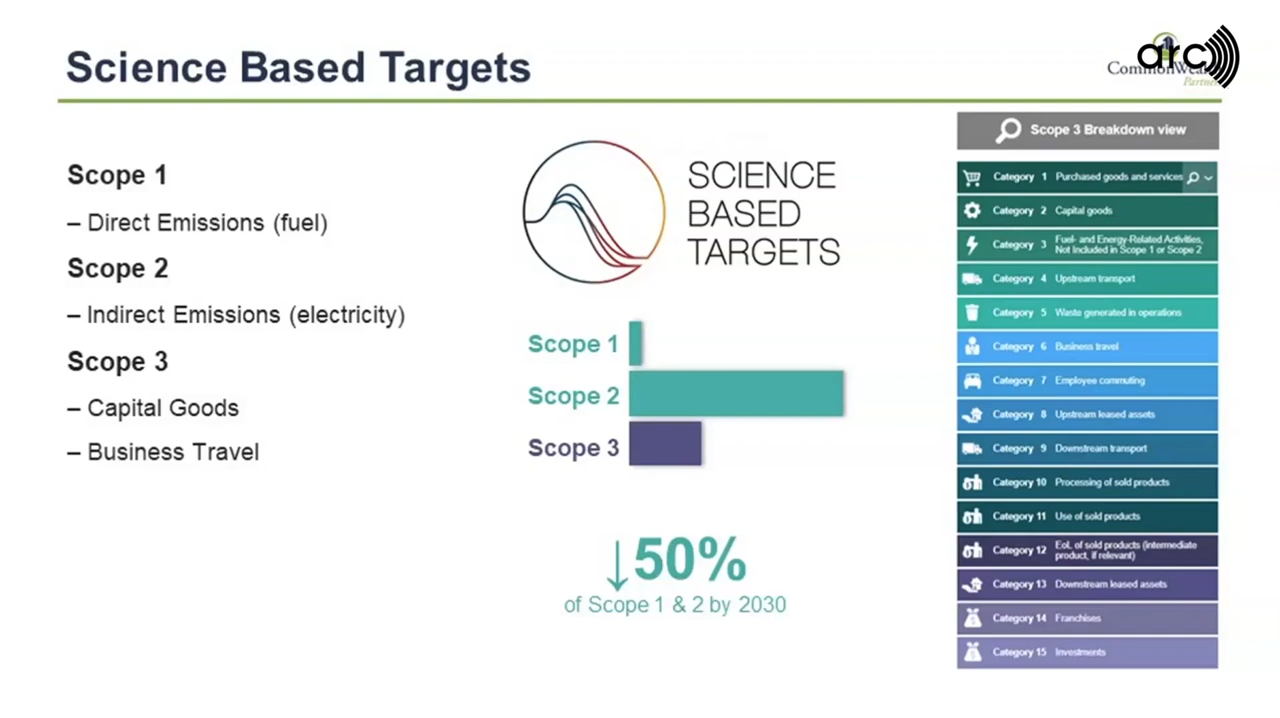 Science Based Targets
arc
CommonWealth
Partners
Scope 1
– Direct Emissions (fuel)
Scope 2
– Indirect Emissions (electricity)
Scope 3
– Capital Goods
– Business Travel
SCIENCE
BASED
TARGETS
Scope 1
Scope 2
Scope 3
↓50%
of Scope 1 & 2 by 2030
Scope 3 Breakdown view
Category 1 Purchased goods and services
Category 2 Capital goods
Category 3 Fuel- and Energy-Related Activities,
Not Included in Scope 1 or Scope 2
Category 4 Upstream transport
Category 5 Waste generated in operations
Category 6 Business travel
Category 7 Employee commuting
Category 8 Upstream leased assets
Category 9 Downstream transport
Category 10 Processing of sold products
Category 11 Use of sold products
Category 12 EoL of sold products (intermediate
product, if relevant)
Category 13 Downstream leased assets
Category 14 Franchises
Category 15 Investments